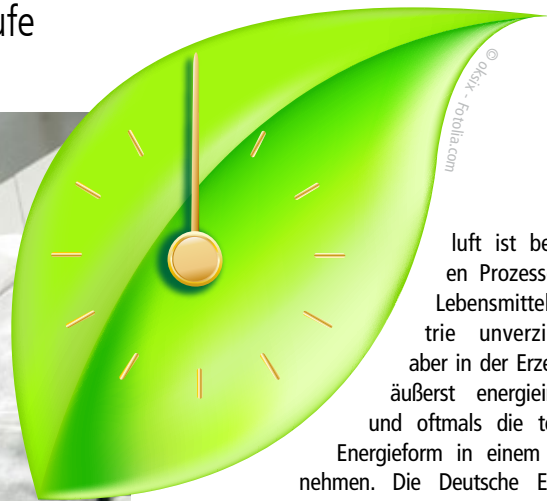 ufe
© oksix - Fotolia.com
luft ist be
en Prozess
Lebensmittel
trie unverzi
aber in der Erze
äußerst energiei
und oftmals die te
Energieform in einem
nehmen. Die Deutsche E